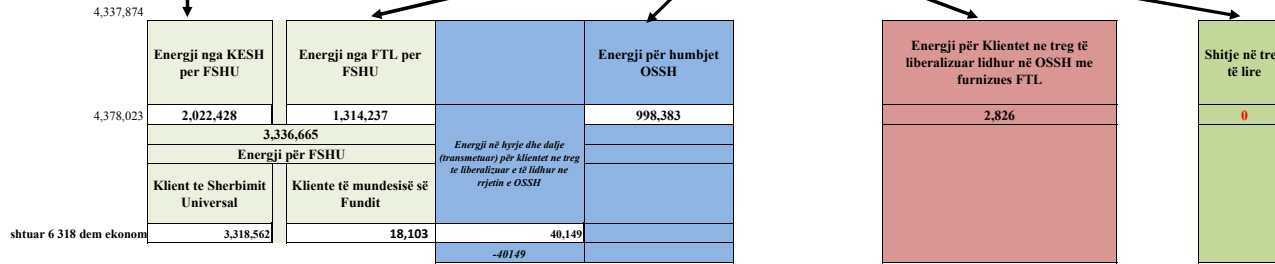 4,337,874
Energji nga KESH
per FSHU
Energji nga FTL per
FSHU
Energji për humbjet
OSSH
Energji për Klientet ne treg të
liberalizuar lidhur në OSSH me
furnizues FTL
Shitje në tre
të lire
4,378,023
2,022,428
1,314,237
998,383
2,826
0
3,336,665
Energji për FSHU
Energji në hyrje dhe dalje
(transmetuar) për klientet ne treg
te liberalizuar e të lidhur ne
rrjetin e OSSH
Klient te Sherbimit
Universal
Kliente të mundesisë së
Fundit
shtuar 6 318 dem ekonom
3,318,562
18,103
40,149
-40149